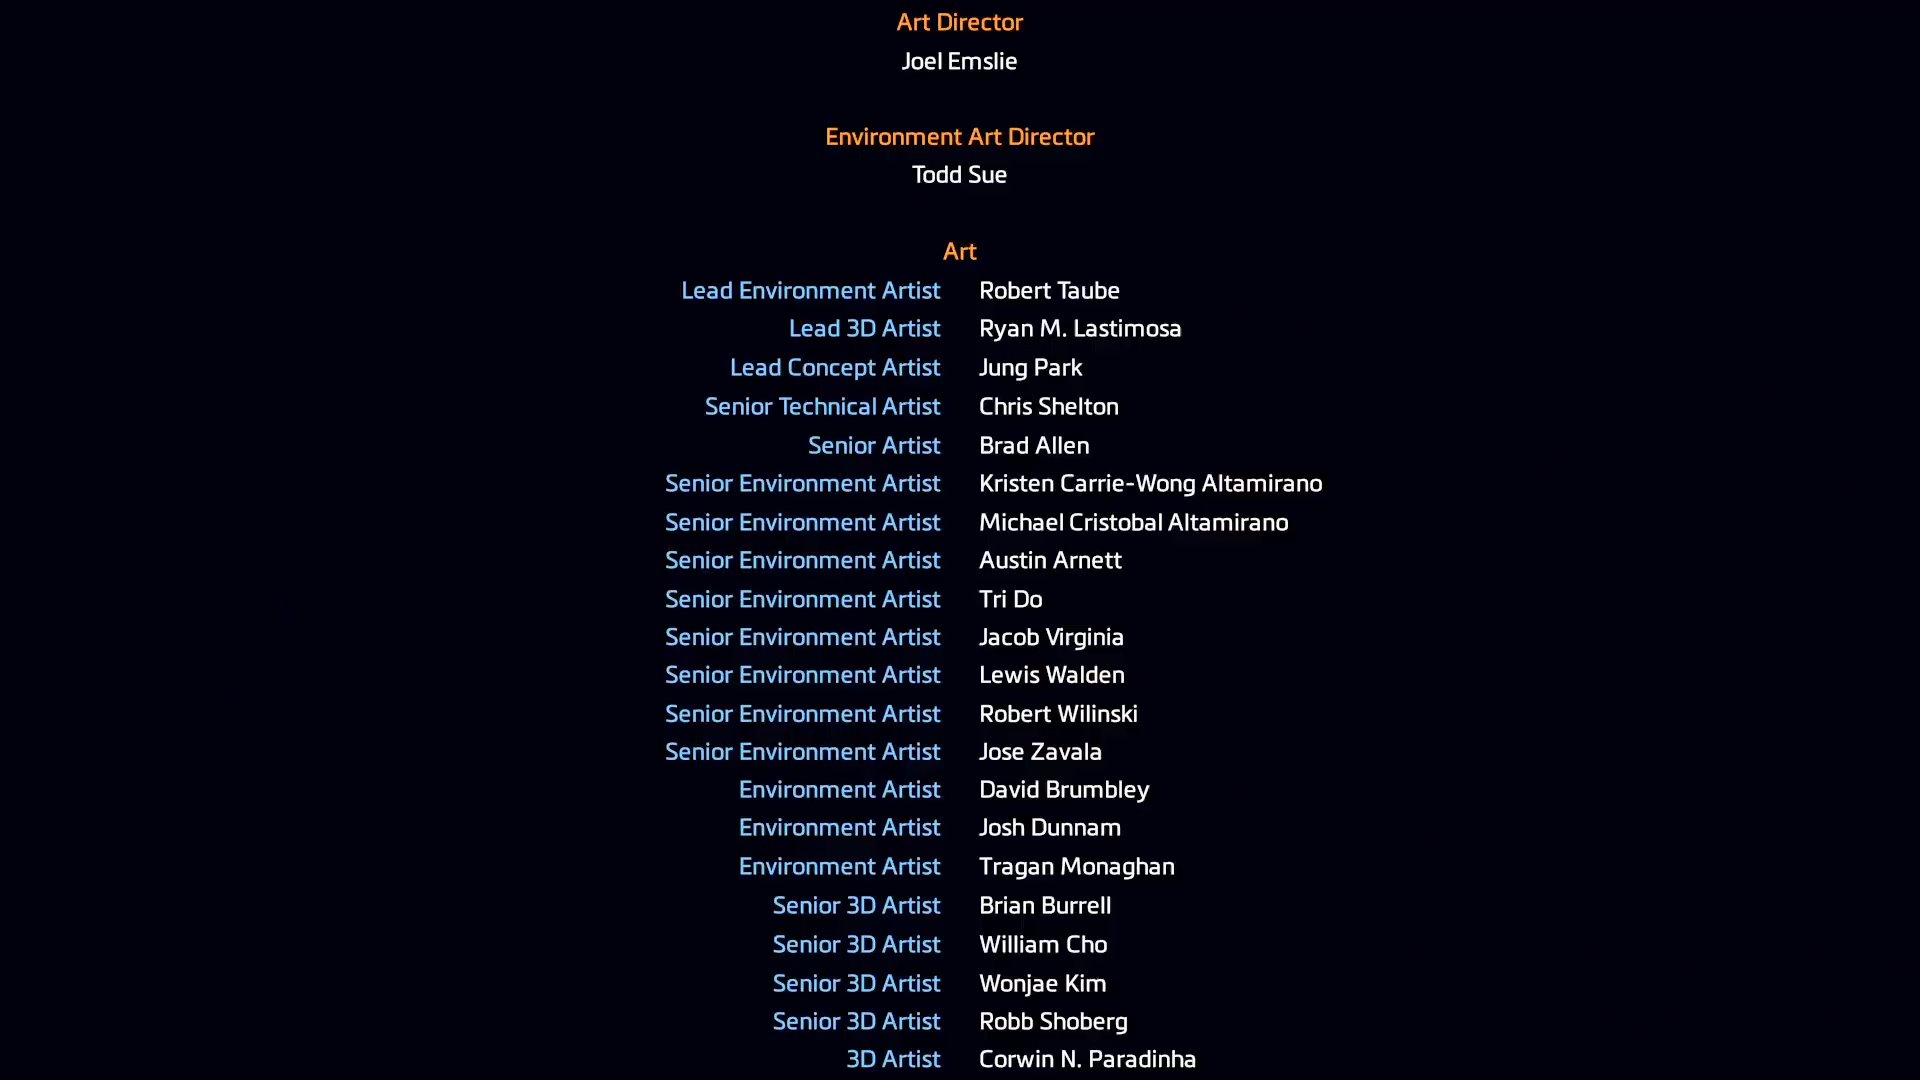 Art Director
Joel Emslie
Environment Art Director
Todd Sue
Art
Lead Environment Artist Robert Taube
Lead 3D Artist Ryan M. Lastimosa
Lead Concept Artist Jung Park
Senior Technical Artist Chris Shelton
Senior Artist Brad Allen
Senior Environment Artist Kristen Carrie-Wong Altamirano
Senior Environment Artist Michael Cristobal Altamirano
Senior Environment Artist Austin Arnett
Senior Environment Artist Tri Do
Senior Environment Artist Jacob Virginia
Senior Environment Artist Lewis Walden
Senior Environment Artist Robert Wilinski
Senior Environment Artist Jose Zavala
Environment Artist David Brumbley
Environment Artist Josh Dunnam
Environment Artist Tragan Monaghan
Senior 3D Artist Brian Burrell
Senior 3D Artist William Cho
Senior 3D Artist Wonjae Kim
Senior 3D Artist Robb Shoberg
3D Artist Corwin N. Paradinha